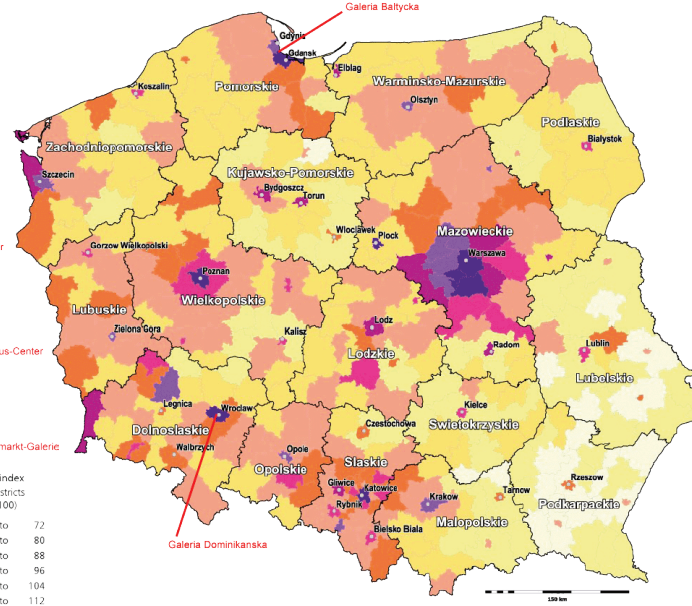 Galeria Baltycka
Gdynia
Gdansk
Elblag
Koszalin
Warminsko-Mazurskie
Pomorskie
Olsztyn
Podlaskie
Zachodniopomorskie
Bialystok
Szczecin
Kujawsko-Pomorskie
Bydgoszcz
Torun
Wloclawek
Plock
Mazowieckie
Gorzow Wielkopolski
Warszawa
Poznan
Wielkopolskie
Lubuskie
Lodz
Zielona Góra
Kalisz
Radom
Lublin
us-Center
Lodzkie
Lubelskie
Legnica
Wroclaw
Kielce
Dolnoslaskie
Czestochowa
Swietokrzyskie
markt-Galerie
Walbrzych
Opole
Opolskie
Slaskie
Gliwice
Katowice
Rzeszow
Tarnow
Krakow
Rybnik
Podkarpackie
Malopolskie
Bielsko Biala
Galeria Dominikanska
index
stricts
100)
to 72
to 80
to 88
to 96
to 104
to 112
150 km